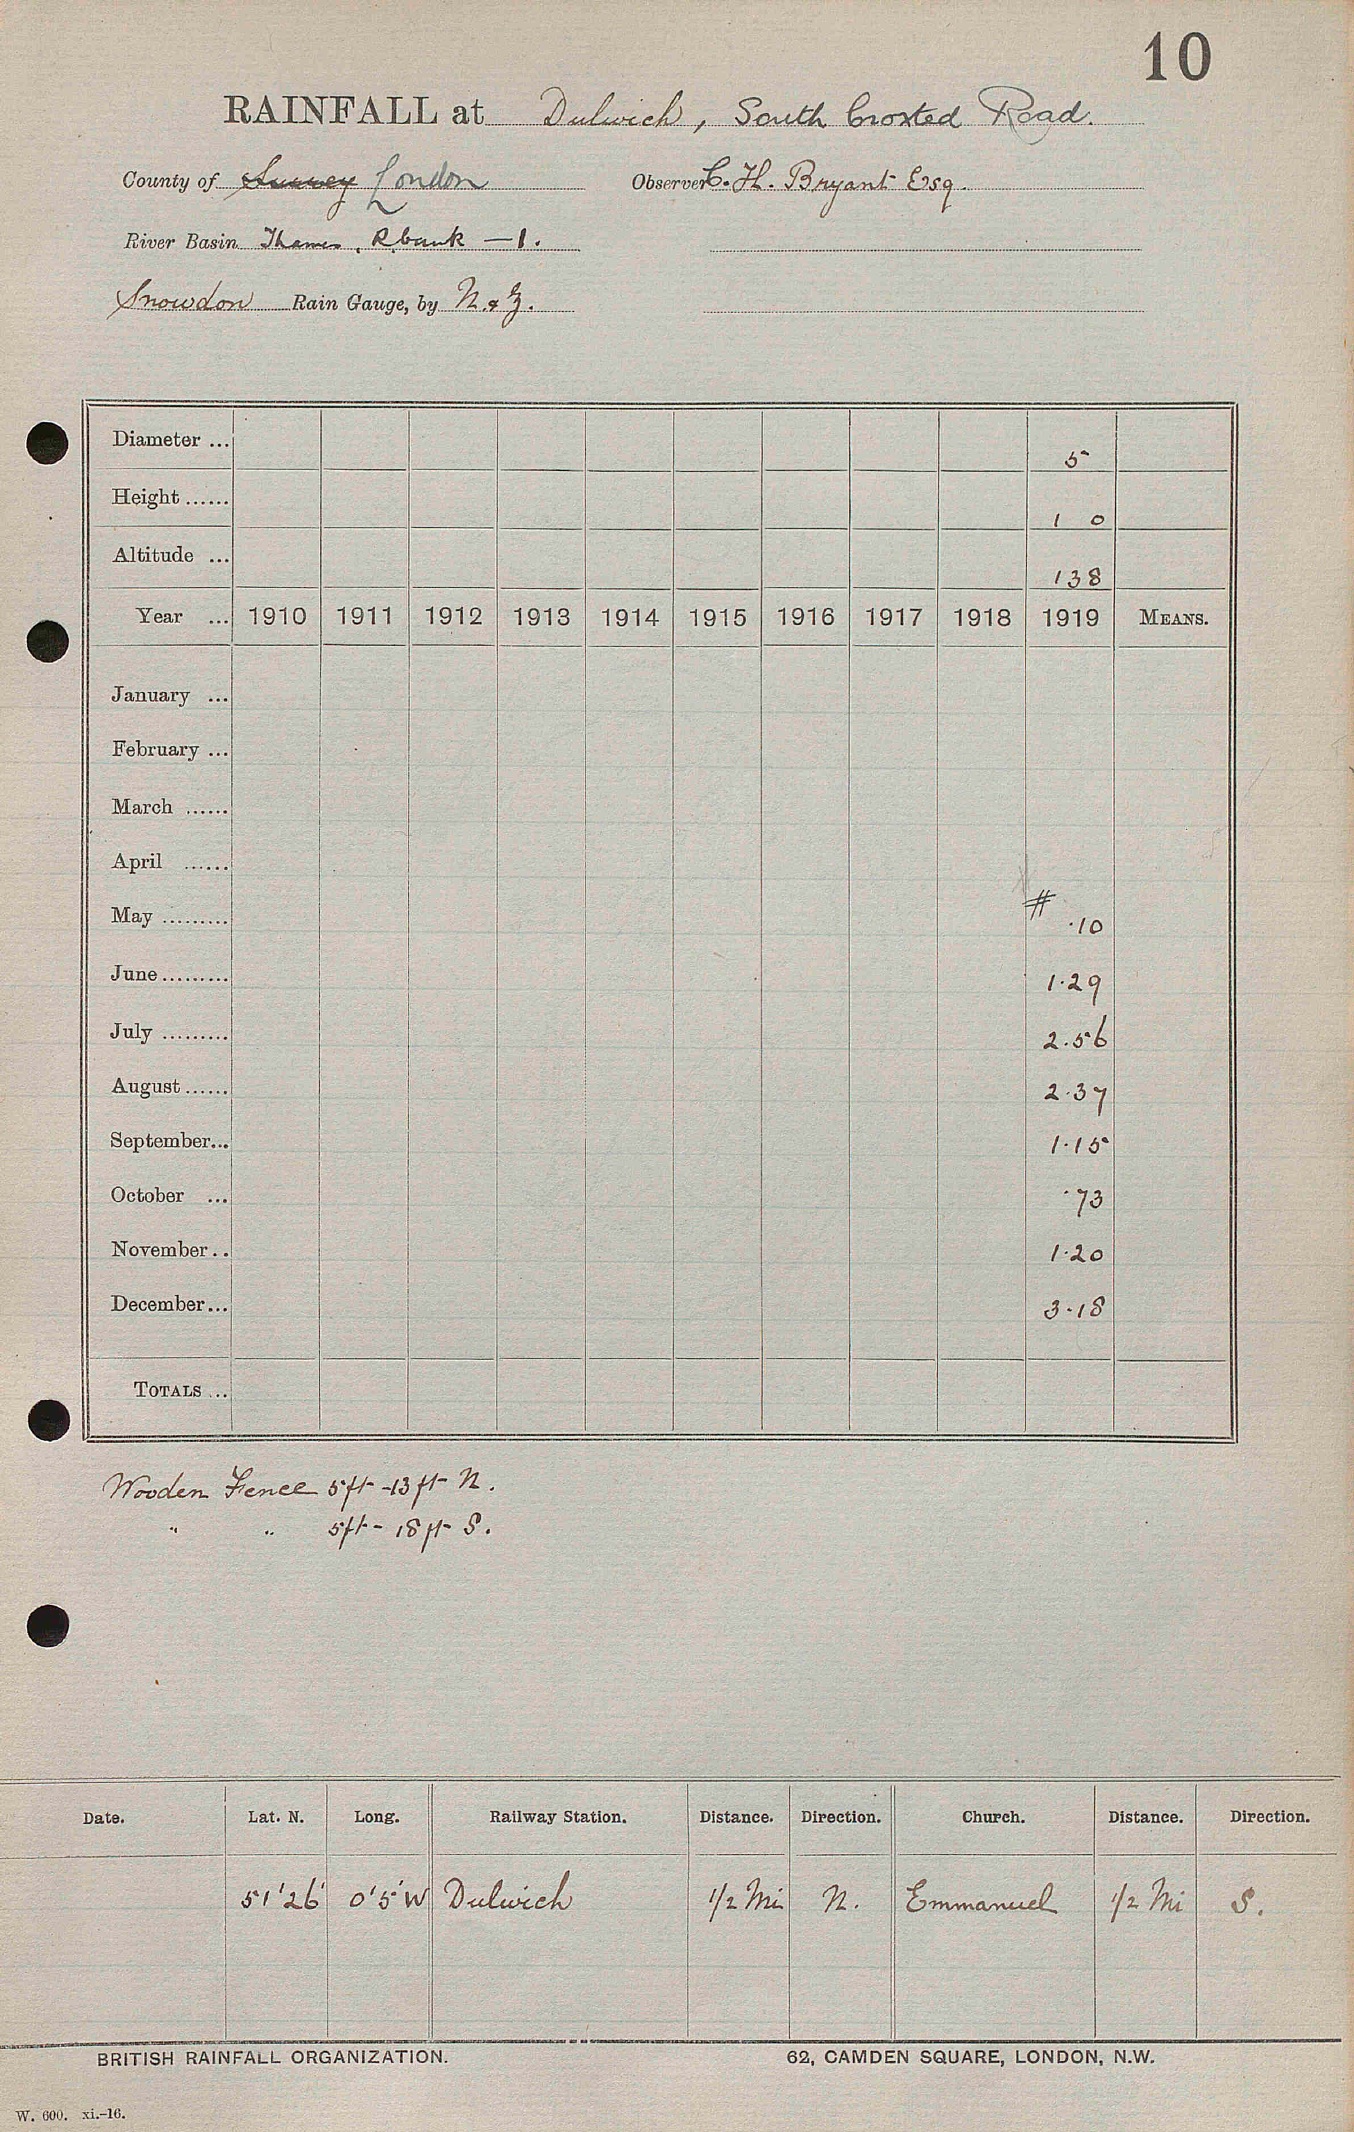 10
RAINFALL at Dulwich, South Croxted Road.
County of Surrey London Observer C. H. Bryant Esq.
River Basin Thames, R. bank — 1.
Snowdon Rain Gauge, by N. & Z.
Diameter ... 5
Height ...... 1 0
Altitude ... 138
Year ... 1910 1911 1912 1913 1914 1915 1916 1917 1918 1919 MEANS.
January ...
February ...
March ......
April ......
May ......... # ·10
June ......... 1·29
July ......... 2.56
August ...... 2·37
September... 1·15
October ... ·73
November.. 1·20
December... 3·18
TOTALS ...
Wooden Fence 5ft - 13 ft N.
" " 5ft - 18 ft S.
Date. Lat. N. Long. Railway Station. Distance. Direction. Church. Distance. Direction.
51'26' 0'5'W Dulwich 1/2 Mi N. Emmanuel 1/2 Mi S.
BRITISH RAINFALL ORGANIZATION. 62, CAMDEN SQUARE, LONDON, N.W.
W. 600. xi.–16.